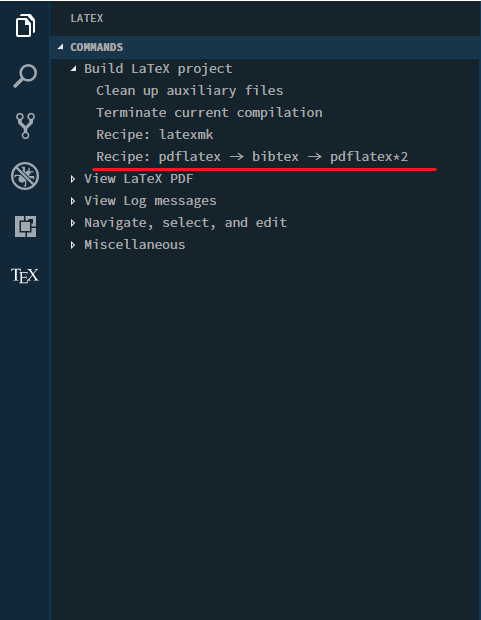 LATEX
COMMANDS
Build LaTeX project
Clean up auxiliary files
Terminate current compilation
Recipe: latexmk
Recipe: pdflatex → bibtex → pdflatex*2
View LaTeX PDF
View Log messages
Navigate, select, and edit
TEX
Miscellaneous